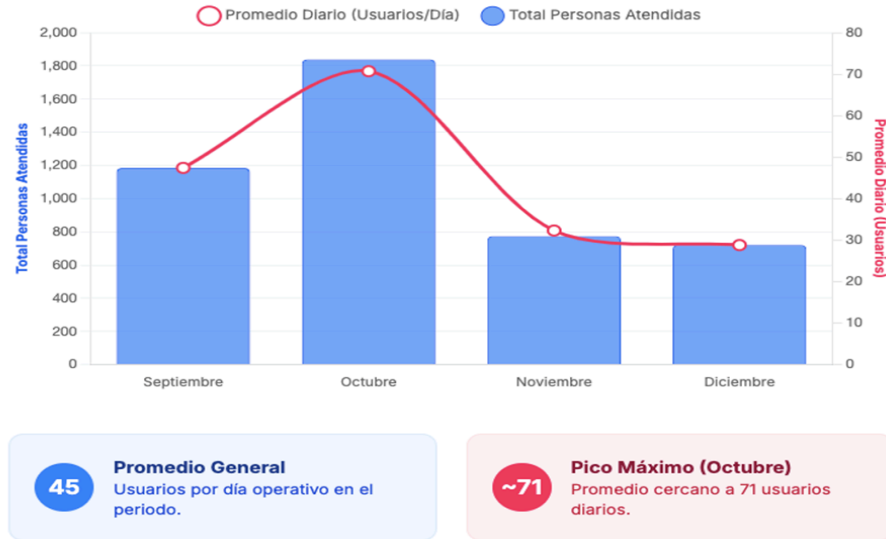 Promedio Diario (Usuarios/Día) Total Personas Atendidas
2,000 80
1,800 70
1,600 60
1,400 50
1,200 40
1,000 30
800 20
600 10
400 0
200
0
Total Personas Atendidas
Promedio Diario (Usuarios)
Septiembre Octubre Noviembre Diciembre
45
Promedio General
Usuarios por día operativo en el
periodo.
~71
Pico Máximo (Octubre)
Promedio cercano a 71 usuarios
diarios.